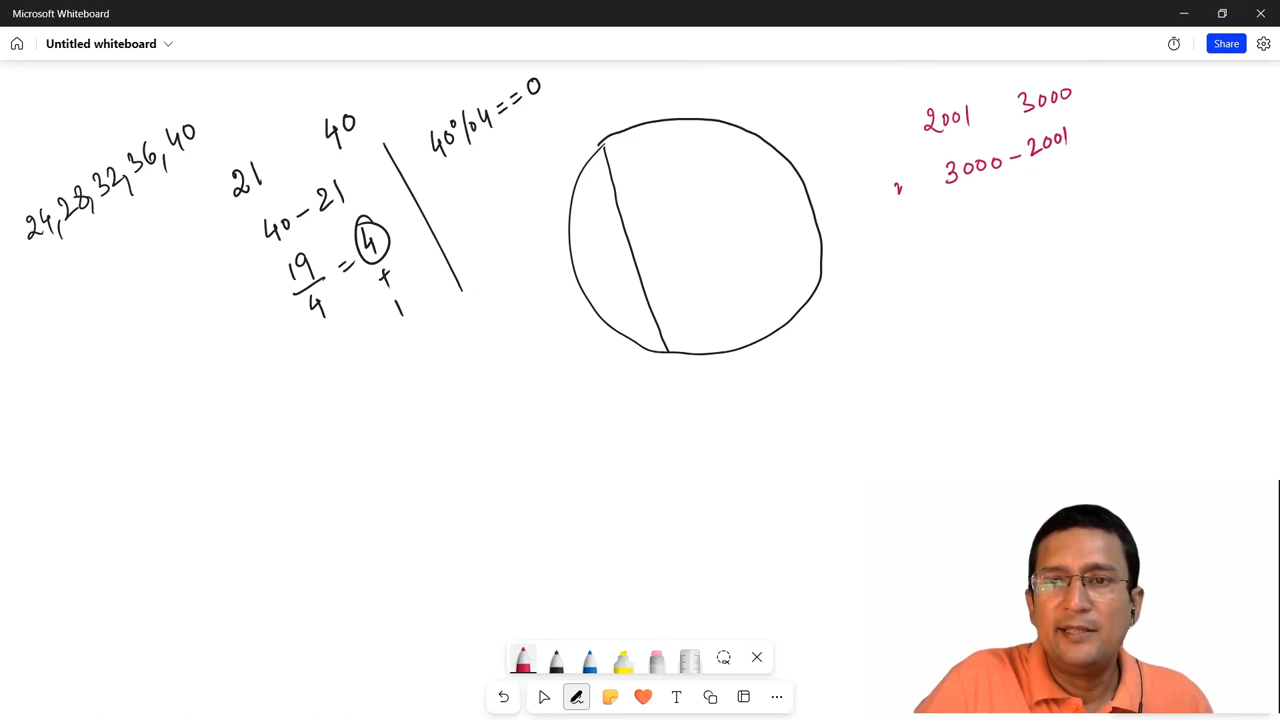 Microsoft Whiteboard
Untitled whiteboard
Share
24, 28, 32, 36, 40
21 40
40 - 21
19/4 = 4
+
1
40%4 == 0
2001 3000
3000 - 2001